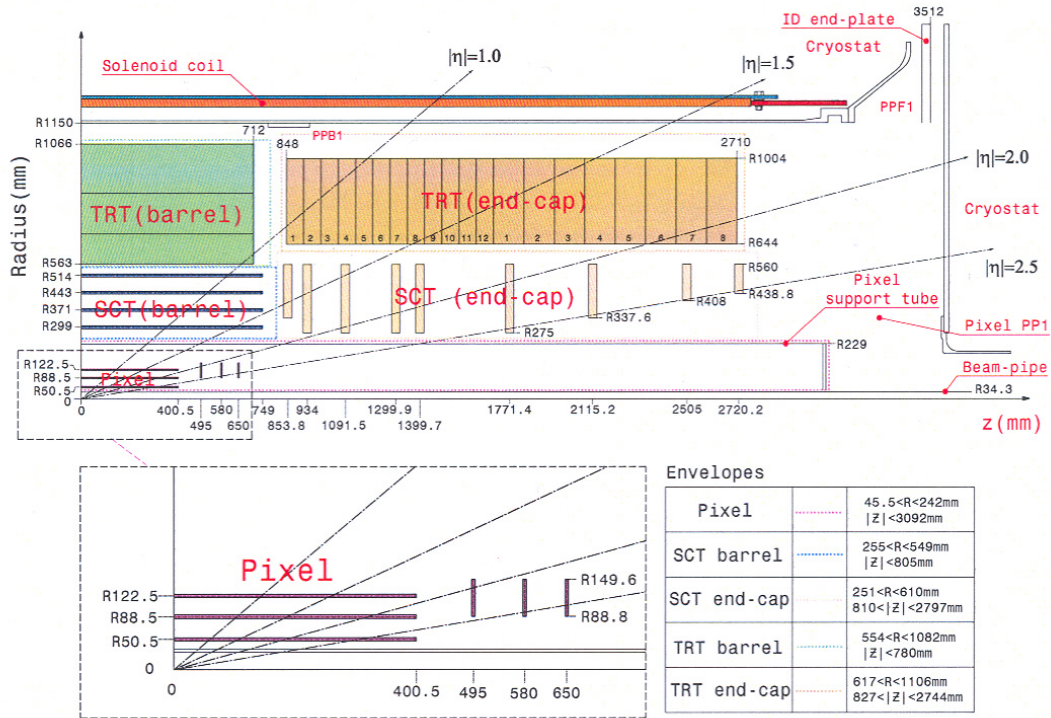 3512
ID end-plate
Cryostat
|η|=1.0
|η|=1.5
Solenoid coil
PPF1
R1150
712
PPB1
R1066
848
2710
R1004
|η|=2.0
TRT(barrel)
TRT(end-cap)
Cryostat
Radius(mm)
1 2 3 4 5 6 7 8 9 10 11 12 1 2 3 4 5 6 7 8
R644
R563
R560
|η|=2.5
R514
R443
SCT(barrel)
SCT (end-cap)
R438.8
R408
Pixel
support tube
R371
R337.6
R299
R275
Pixel PP1
R229
R122.5
Pixel
R88.5
Beam-pipe
R50.5
R34.3
0
0
400.5 580 749 934 1299.9 1771.4 2115.2 2505 2720.2
495 650 853.8 1091.5 1399.7
z(mm)
Pixel
R122.5
R149.6
R88.5
R88.8
R50.5
0
0
400.5 495 580 650
Envelopes
Pixel
45.5<R<242mm
|Z|<3092mm
SCT barrel
255<R<549mm
|Z|<805mm
SCT end-cap
251<R<610mm
810<|Z|<2797mm
TRT barrel
554<R<1082mm
|Z|<780mm
TRT end-cap
617<R<1106mm
827<|Z|<2744mm